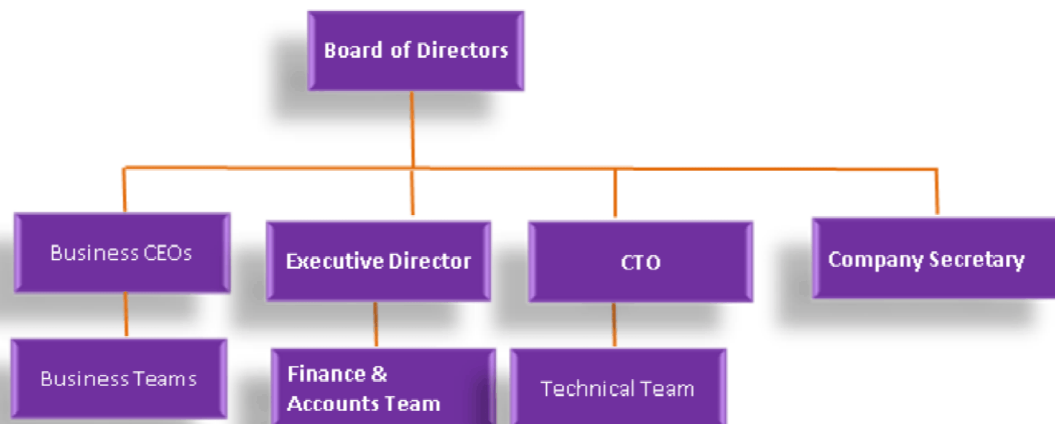 Board of Directors
Business CEOs
Executive Director
CTO
Company Secretary
Business Teams
Finance &
Accounts Team
Technical Team